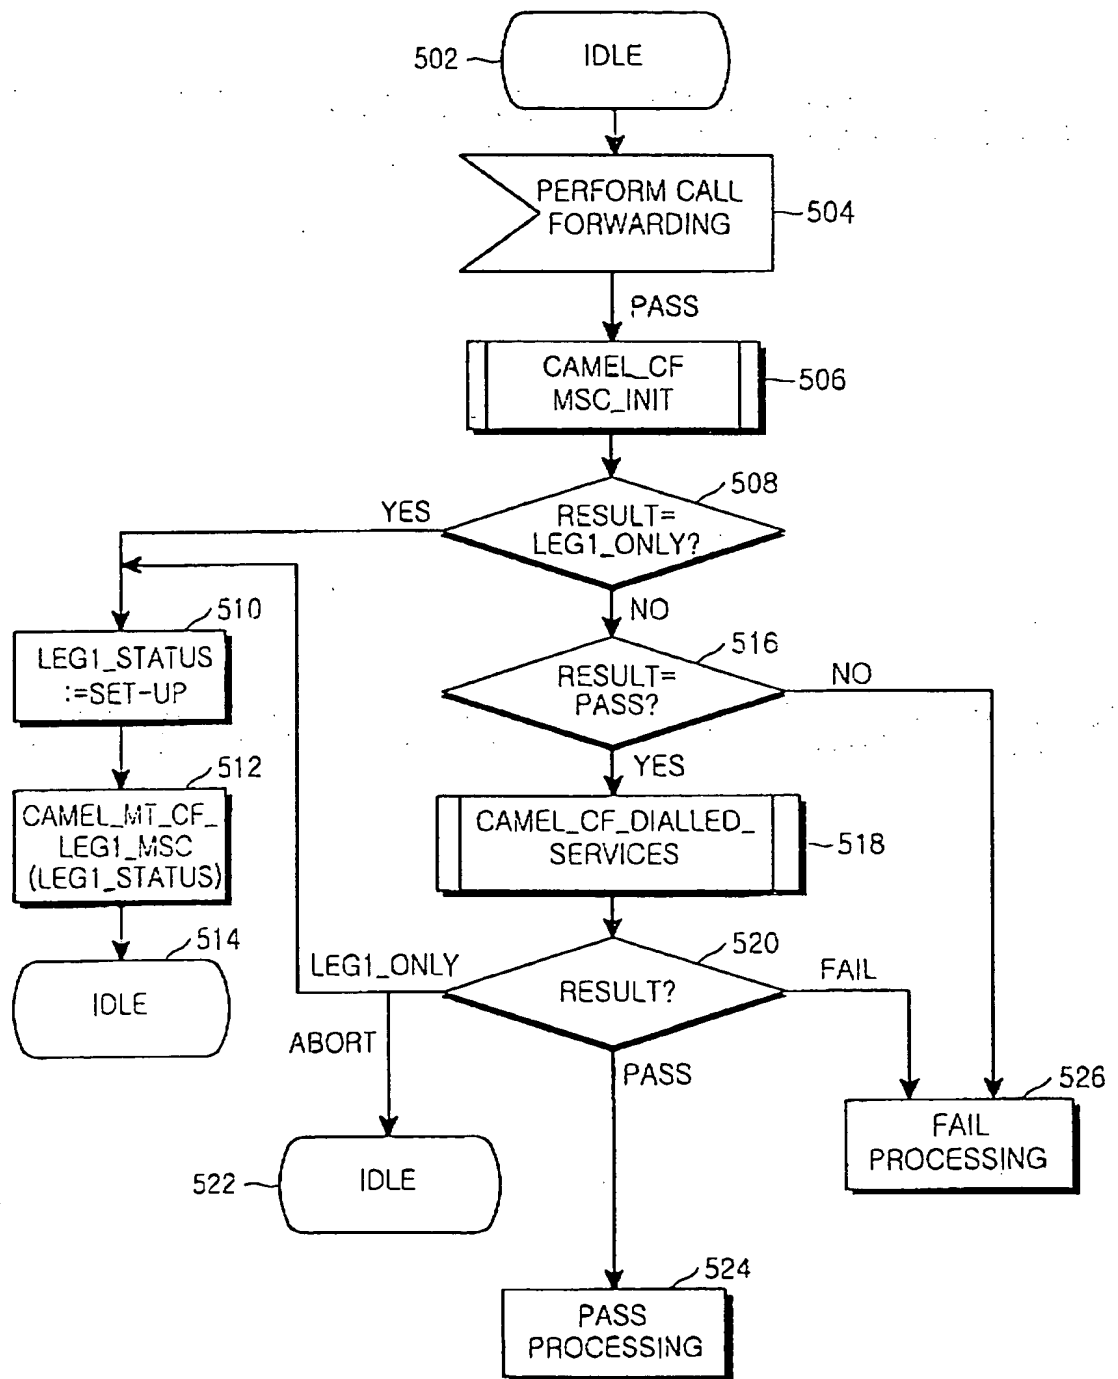 502
IDLE
PERFORM CALL
FORWARDING
504
PASS
CAMEL_CF
MSC_INIT
506
508
YES
RESULT=
LEG1_ONLY?
NO
510
LEG1_STATUS
:=SET-UP
516
RESULT=
PASS?
NO
YES
512
CAMEL_MT_CF_
LEG1_MSC
(LEG1_STATUS)
CAMEL_CF_DIALLED_
SERVICES
518
514
IDLE
520
LEG1_ONLY
RESULT?
FAIL
ABORT
PASS
526
FAIL
PROCESSING
522
IDLE
524
PASS
PROCESSING